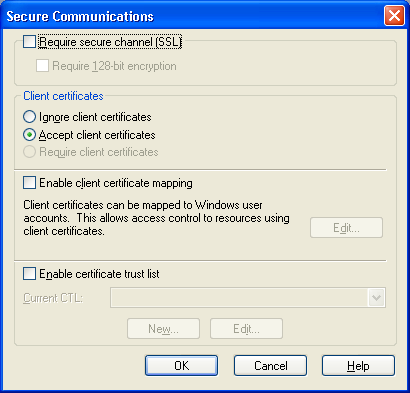 Secure Communications
Require secure channel (SSL)
Require 128-bit encryption
Client certificates
Ignore client certificates
Accept client certificates
Require client certificates
Enable client certificate mapping
Client certificates can be mapped to Windows user
accounts. This allows access control to resources using
client certificates.
Edit...
Enable certificate trust list
Current CTL:
New... Edit...
OK Cancel Help